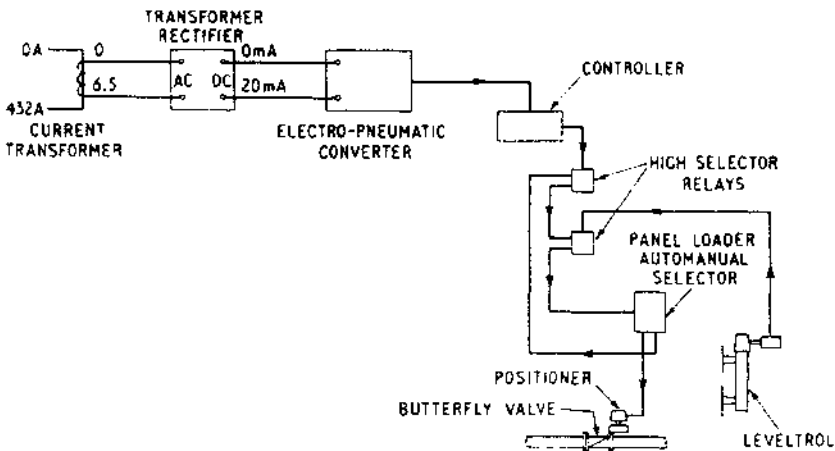 TRANSFORMER
RECTIFIER
0A
0
0mA
AC
DC
6.5
20mA
432A
CURRENT
TRANSFORMER
ELECTRO-PNEUMATIC
CONVERTER
CONTROLLER
HIGH SELECTOR
RELAYS
PANEL LOADER
AUTOMANUAL
SELECTOR
POSITIONER
BUTTERFLY VALVE
LEVELTROL